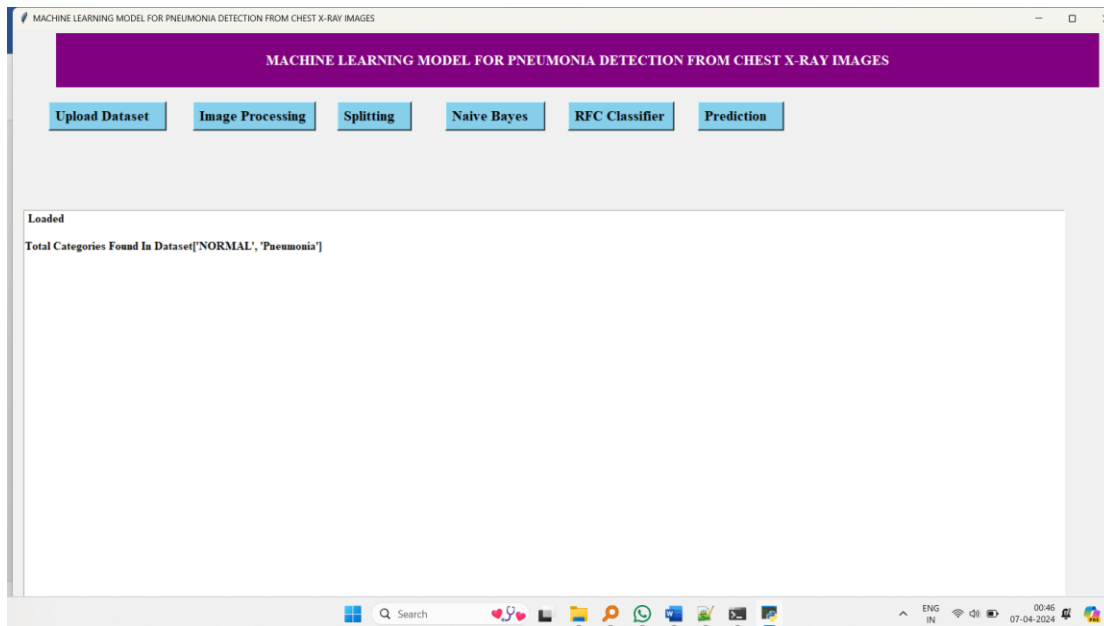 MACHINE LEARNING MODEL FOR PNEUMONIA DETECTION FROM CHEST X-RAY IMAGES
MACHINE LEARNING MODEL FOR PNEUMONIA DETECTION FROM CHEST X-RAY IMAGES
Upload Dataset Image Processing Splitting Naive Bayes RFC Classifier Prediction
Loaded
Total Categories Found In Dataset['NORMAL', 'Pneumonia']
Search ENG 00:46
IN 07-04-2024